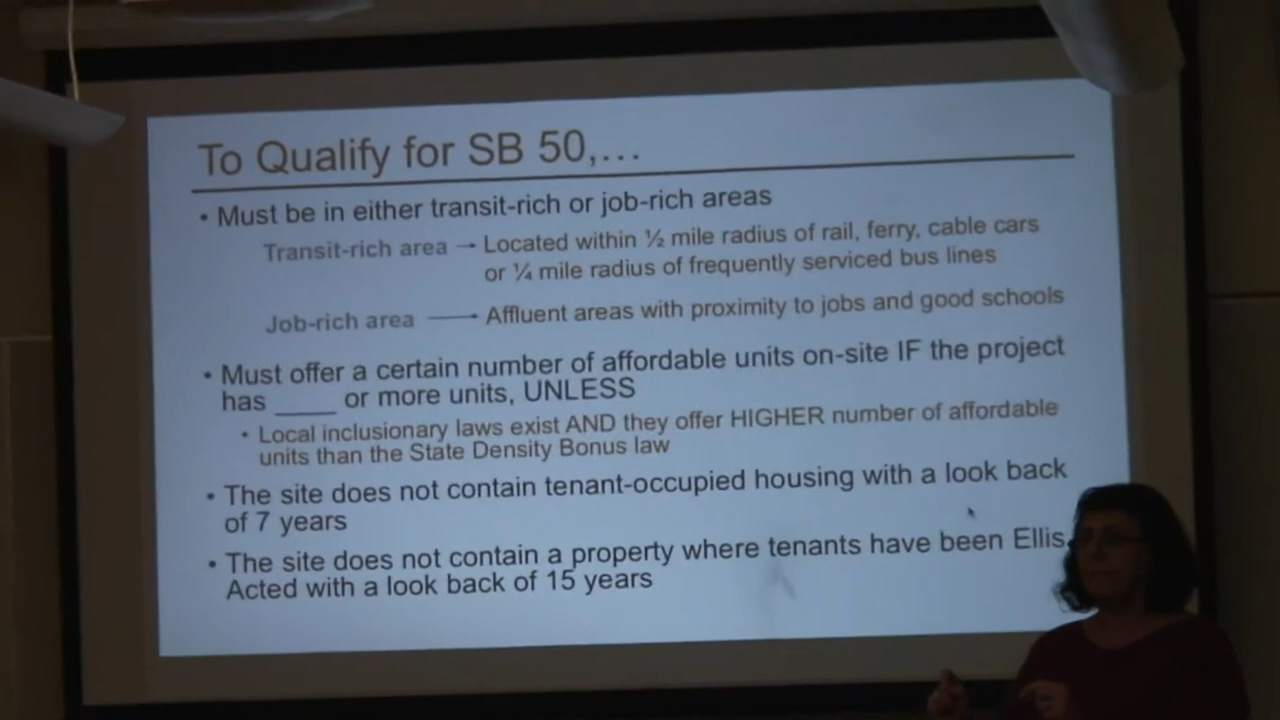 To Qualify for SB 50,...
• Must be in either transit-rich or job-rich areas
Transit-rich area → Located within ½ mile radius of rail, ferry, cable cars
or ¼ mile radius of frequently serviced bus lines
Job-rich area → Affluent areas with proximity to jobs and good schools
• Must offer a certain number of affordable units on-site IF the project
has ____ or more units, UNLESS
• Local inclusionary laws exist AND they offer HIGHER number of affordable
units than the State Density Bonus law
• The site does not contain tenant-occupied housing with a look back
of 7 years
• The site does not contain a property where tenants have been Ellis
Acted with a look back of 15 years